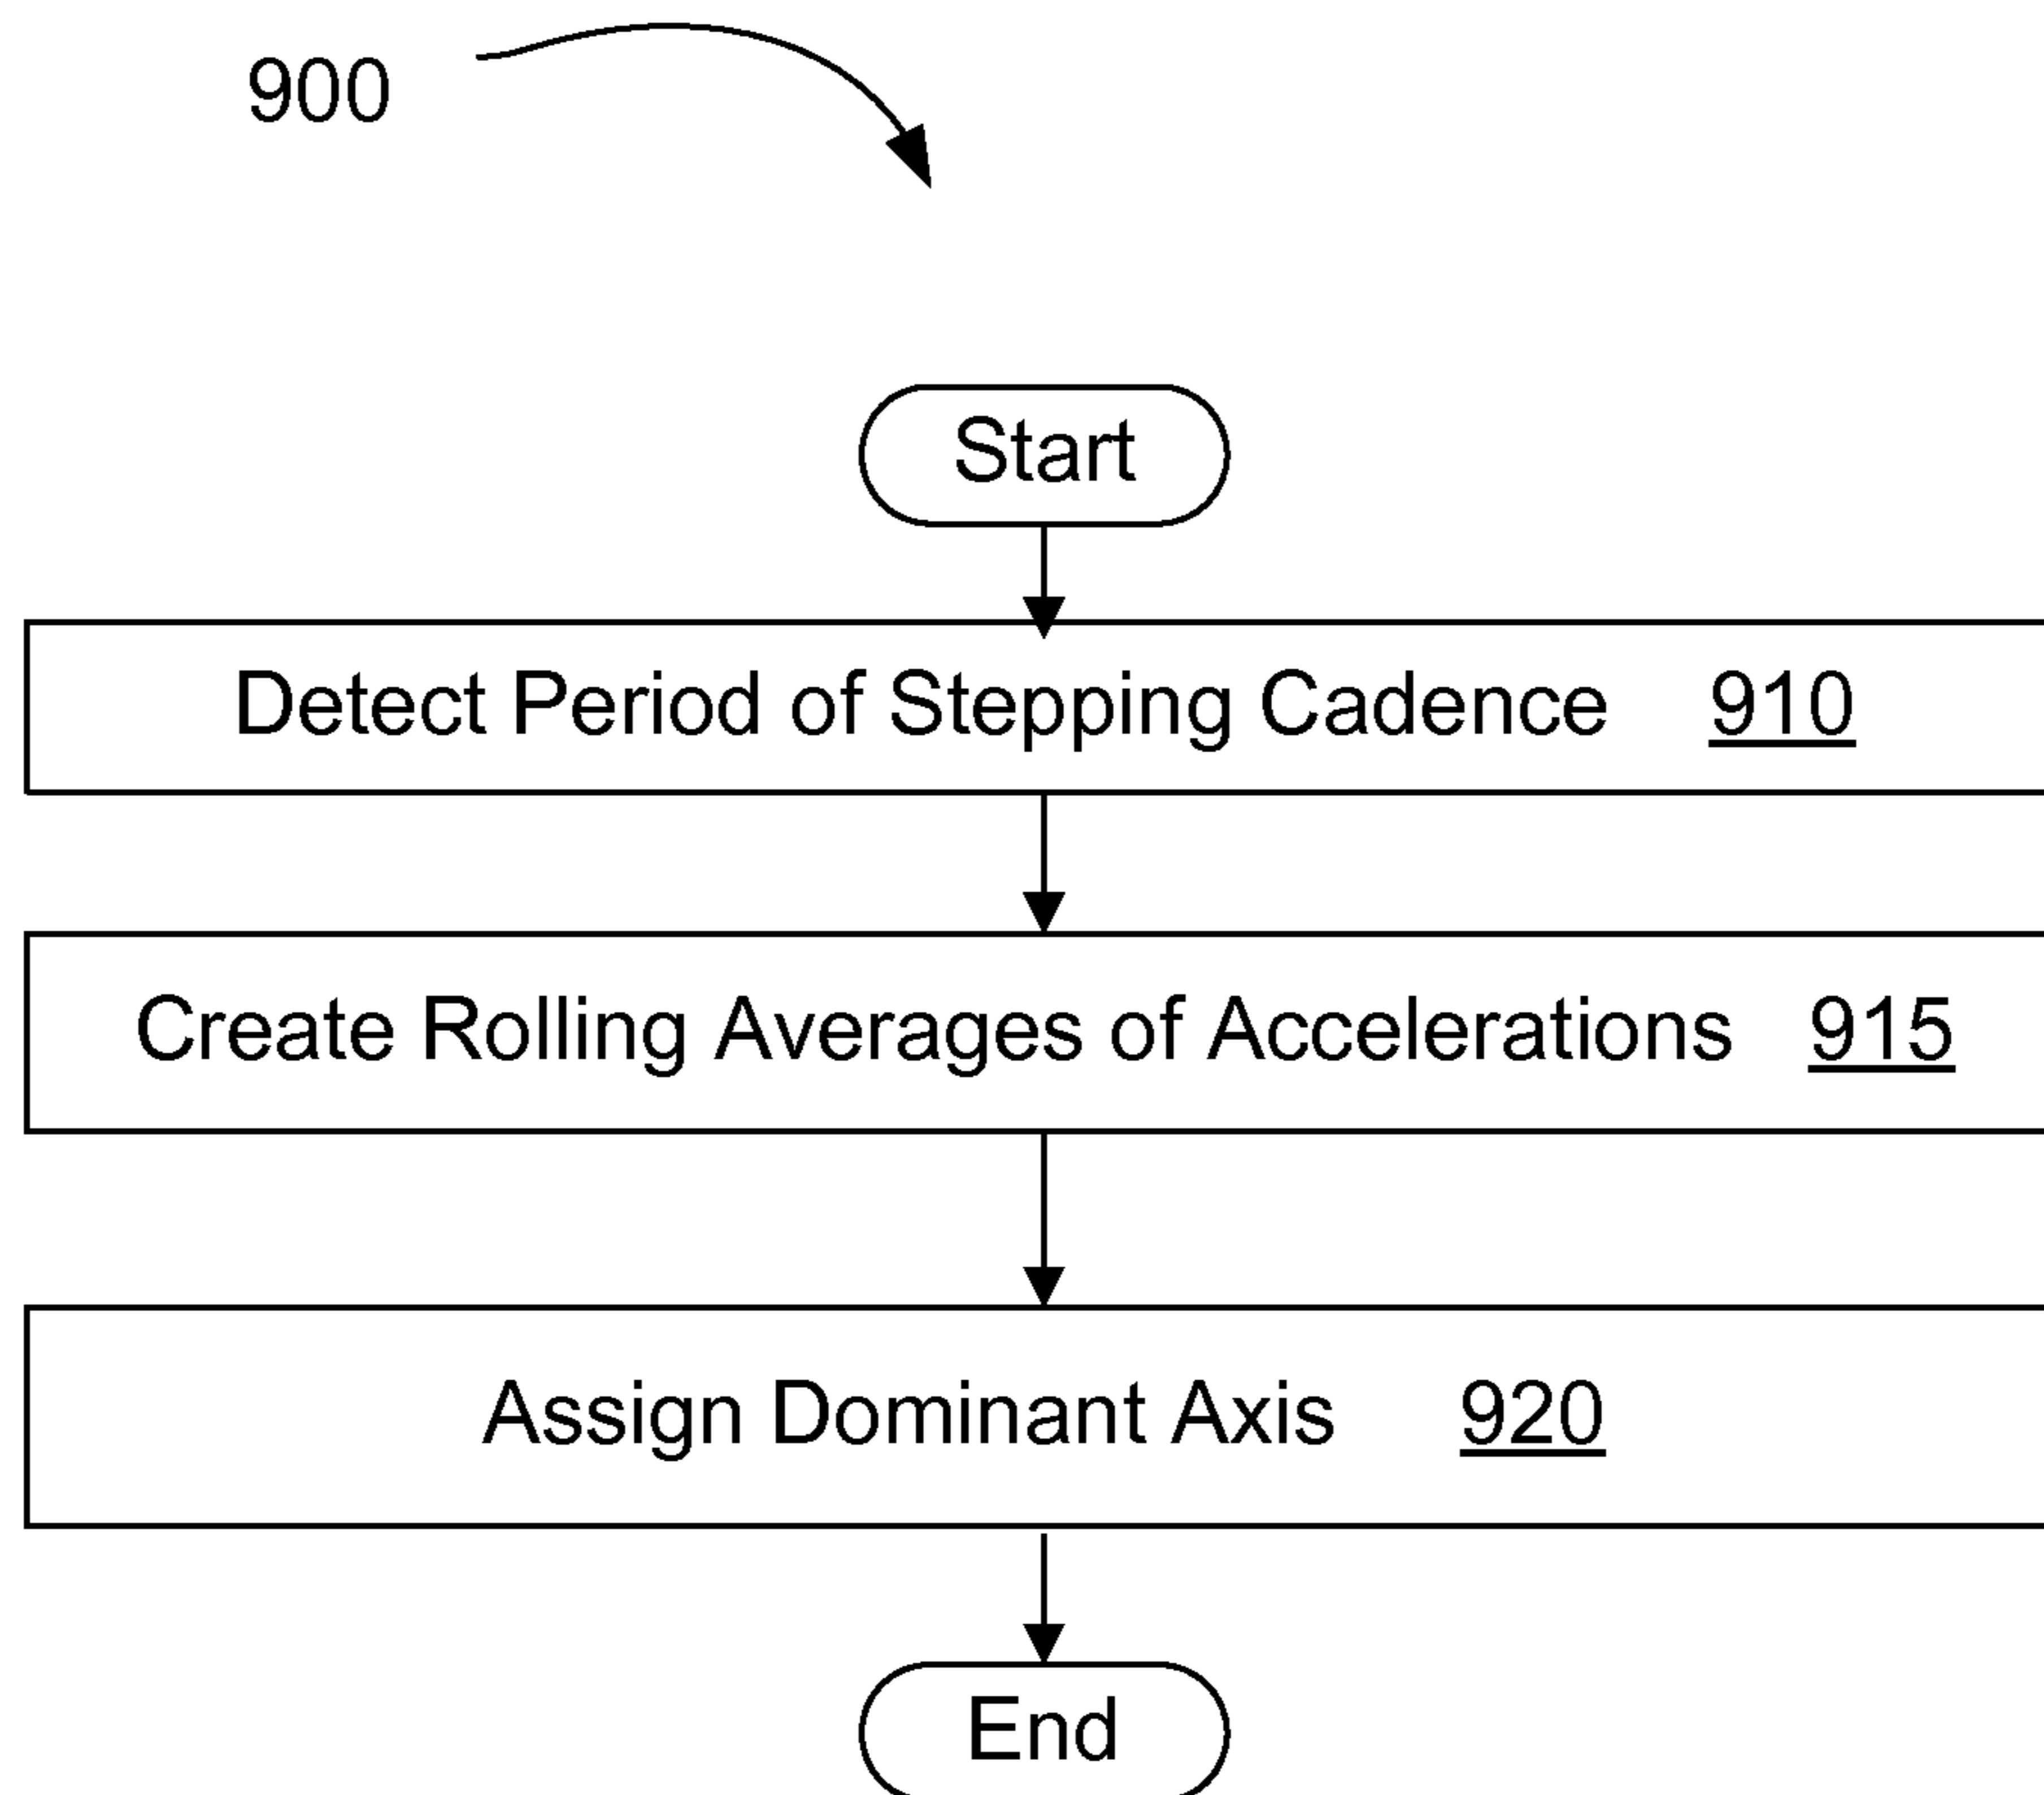 900
Start
Detect Period of Stepping Cadence 910
Create Rolling Averages of Accelerations 915
Assign Dominant Axis 920
End